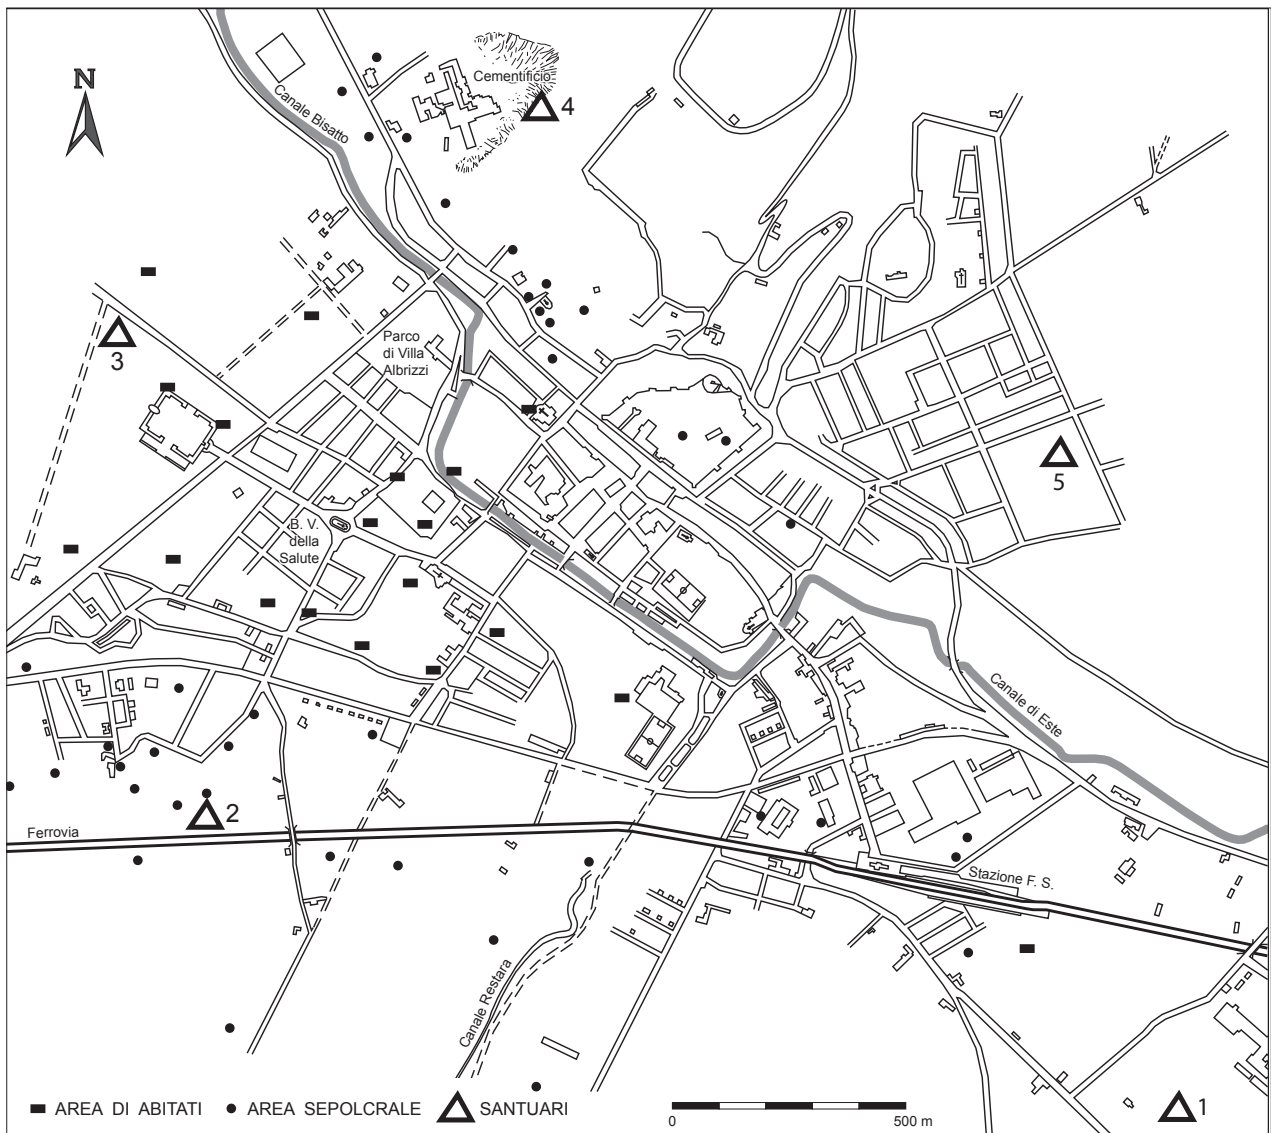 N
Cementificio
4
Canale Bisatto
3
Parco
di Villa
Albrizzi
5
B. V.
della
Salute
Canale di Este
2
Ferrovia
Stazione F. S.
Canale Restara
AREA DI ABITATI AREA SEPOLCRALE SANTUARI
0 500 m
1